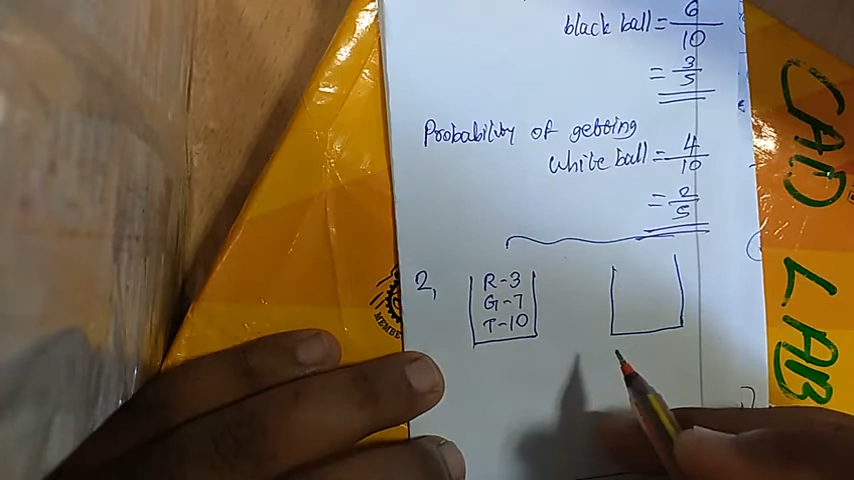 black ball = 6/10
= 3/5
Probability of getting
white ball = 4/10
= 2/5
2,
R-3
G-7
T-10
CAD LAB
MEMBE